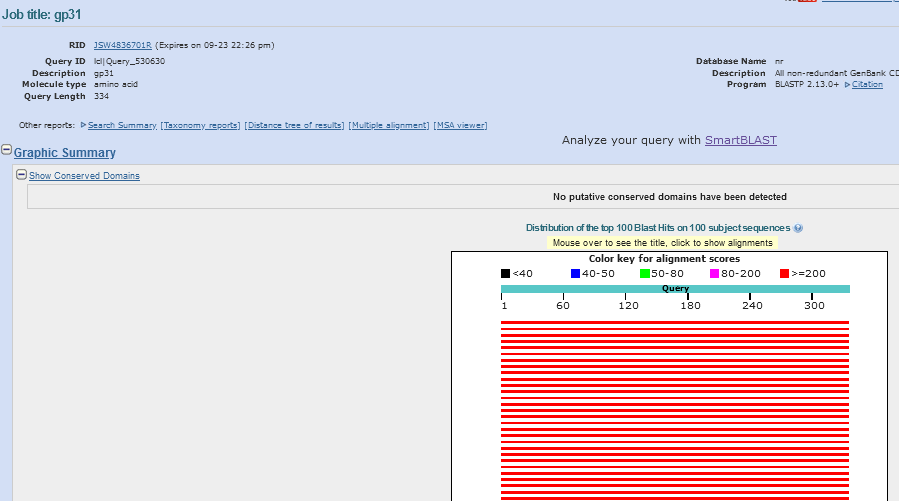 Job title: gp31
RID JSW4836701R (Expires on 09-23 22:26 pm)
Query ID lcl|Query_530630
Description gp31
Molecule type amino acid
Query Length 334
Database Name nr
Description All non-redundant GenBank CD
Program BLASTP 2.13.0+ Citation
Other reports: Search Summary [Taxonomy reports] [Distance tree of results] [Multiple alignment] [MSA viewer]
Analyze your query with SmartBLAST
Graphic Summary
Show Conserved Domains
No putative conserved domains have been detected
Distribution of the top 100 Blast Hits on 100 subject sequences
Mouse over to see the title, click to show alignments
Color key for alignment scores
<40 40-50 50-80 80-200 >=200
Query
1 60 120 180 240 300